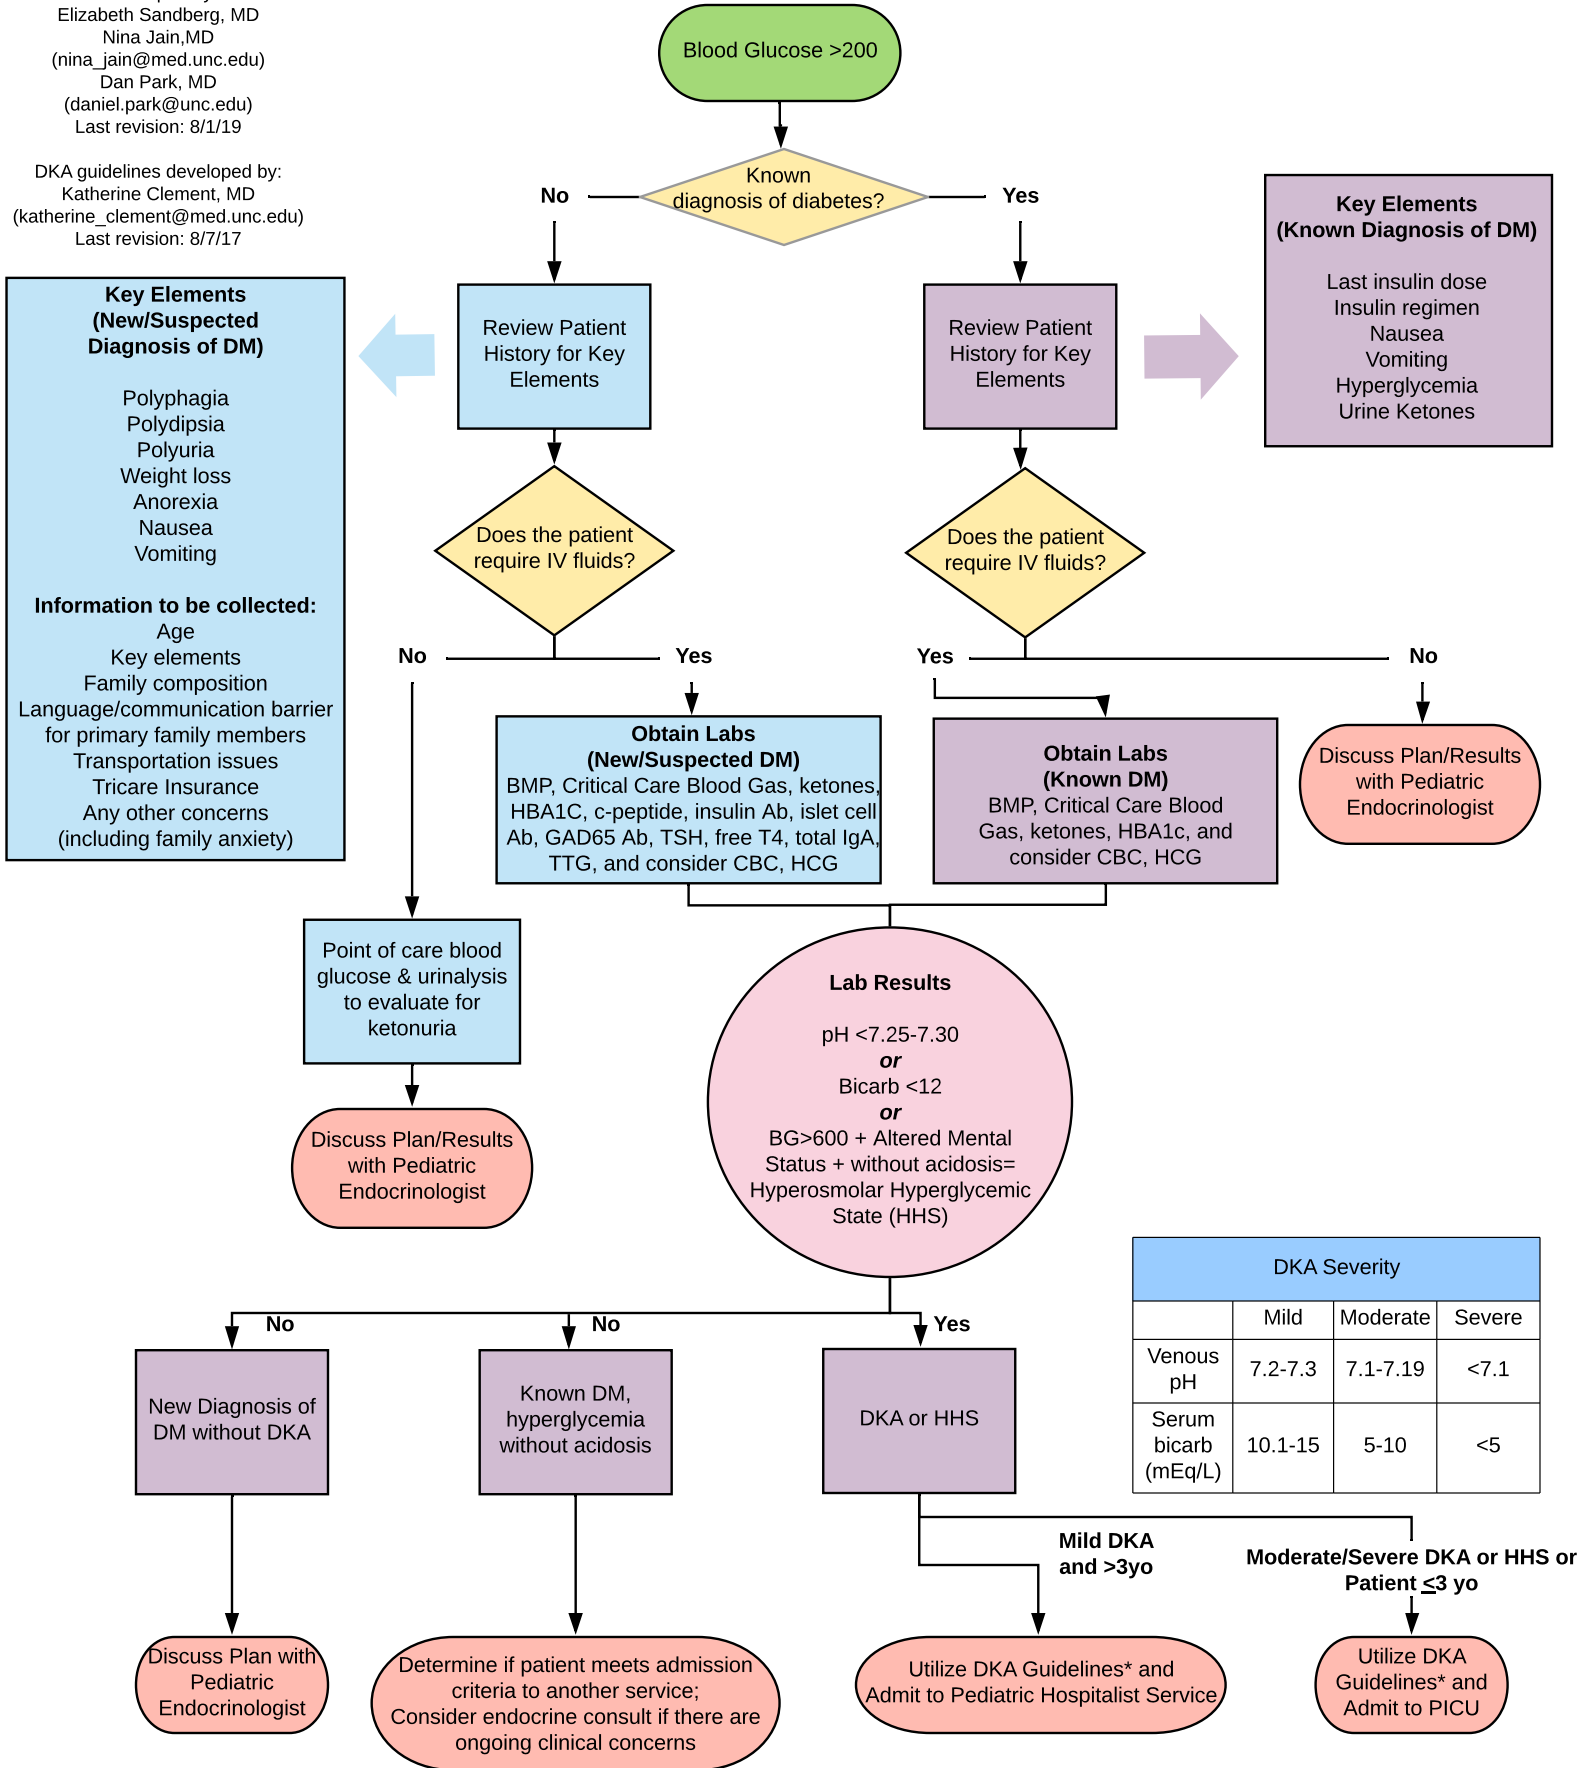 Elizabeth Sandberg, MD
Nina Jain,MD
(nina_jain@med.unc.edu)
Dan Park, MD
(daniel.park@unc.edu)
Last revision: 8/1/19
DKA guidelines developed by:
Katherine Clement, MD
(katherine_clement@med.unc.edu)
Last revision: 8/7/17
Blood Glucose >200
Known
diagnosis of diabetes?
No
Yes
Key Elements
(Known Diagnosis of DM)
Last insulin dose
Insulin regimen
Nausea
Vomiting
Hyperglycemia
Urine Ketones
Key Elements
(New/Suspected
Diagnosis of DM)
Polyphagia
Polydipsia
Polyuria
Weight loss
Anorexia
Nausea
Vomiting
Information to be collected:
Age
Key elements
Family composition
Language/communication barrier
for primary family members
Transportation issues
Tricare Insurance
Any other concerns
(including family anxiety)
Review Patient
History for Key
Elements
Review Patient
History for Key
Elements
Does the patient
require IV fluids?
Does the patient
require IV fluids?
No
Yes
Yes
No
Obtain Labs
(New/Suspected DM)
BMP, Critical Care Blood Gas, ketones,
HBA1C, c-peptide, insulin Ab, islet cell
Ab, GAD65 Ab, TSH, free T4, total IgA,
TTG, and consider CBC, HCG
Obtain Labs
(Known DM)
BMP, Critical Care Blood
Gas, ketones, HBA1c, and
consider CBC, HCG
Discuss Plan/Results
with Pediatric
Endocrinologist
Point of care blood
glucose & urinalysis
to evaluate for
ketonuria
Discuss Plan/Results
with Pediatric
Endocrinologist
Lab Results
pH <7.25-7.30
or
Bicarb <12
or
BG>600 + Altered Mental
Status + without acidosis=
Hyperosmolar Hyperglycemic
State (HHS)
DKA Severity
Mild Moderate Severe
Venous
pH
7.2-7.3 7.1-7.19 <7.1
Serum
bicarb
(mEq/L)
10.1-15 5-10 <5
No
No
Yes
New Diagnosis of
DM without DKA
Known DM,
hyperglycemia
without acidosis
DKA or HHS
Mild DKA
and >3yo
Moderate/Severe DKA or HHS or
Patient <3 yo
Discuss Plan with
Pediatric
Endocrinologist
Determine if patient meets admission
criteria to another service;
Consider endocrine consult if there are
ongoing clinical concerns
Utilize DKA Guidelines* and
Admit to Pediatric Hospitalist Service
Utilize DKA
Guidelines* and
Admit to PICU